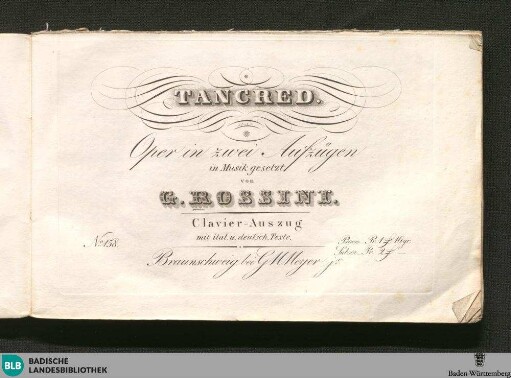 TANCRED.
Oper in zwei Aufzügen
in Musik gesetzt
von
G. ROSSINI.
Clavier-Auszug
mit ital. u. deutsch. Texte.
No. 158.
Braunschweig bei G M Meyer jr.
BLB BADISCHE
LANDESBIBLIOTHEK
Baden-Württemberg